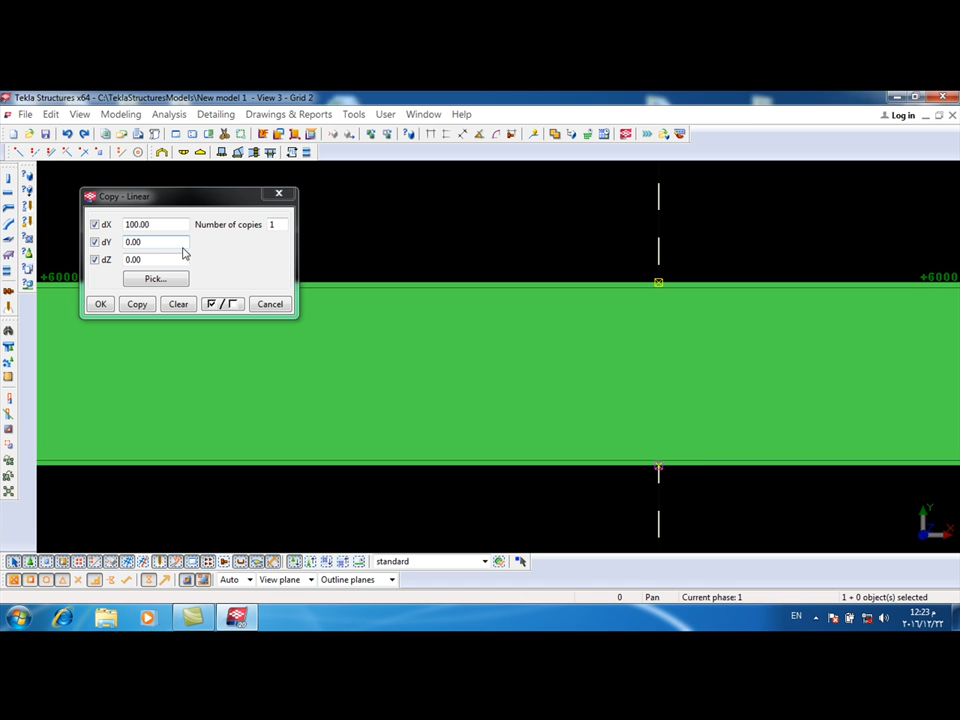 Tekla Structures x64 - C:\TeklaStructuresModels\New model 1 - View 3 - Grid 2
File Edit View Modeling Analysis Detailing Drawings & Reports Tools User Window Help
Log in
Copy - Linear
dX 100.00 Number of copies 1
dY 0.00
dZ 0.00
Pick...
OK Copy Clear / Cancel
+6000 +6000
Y
X
standard
Auto View plane Outline planes
0 Pan Current phase: 1 1 + 0 object(s) selected
EN
12:23 م
٢٠١٦/١٢/٢٢